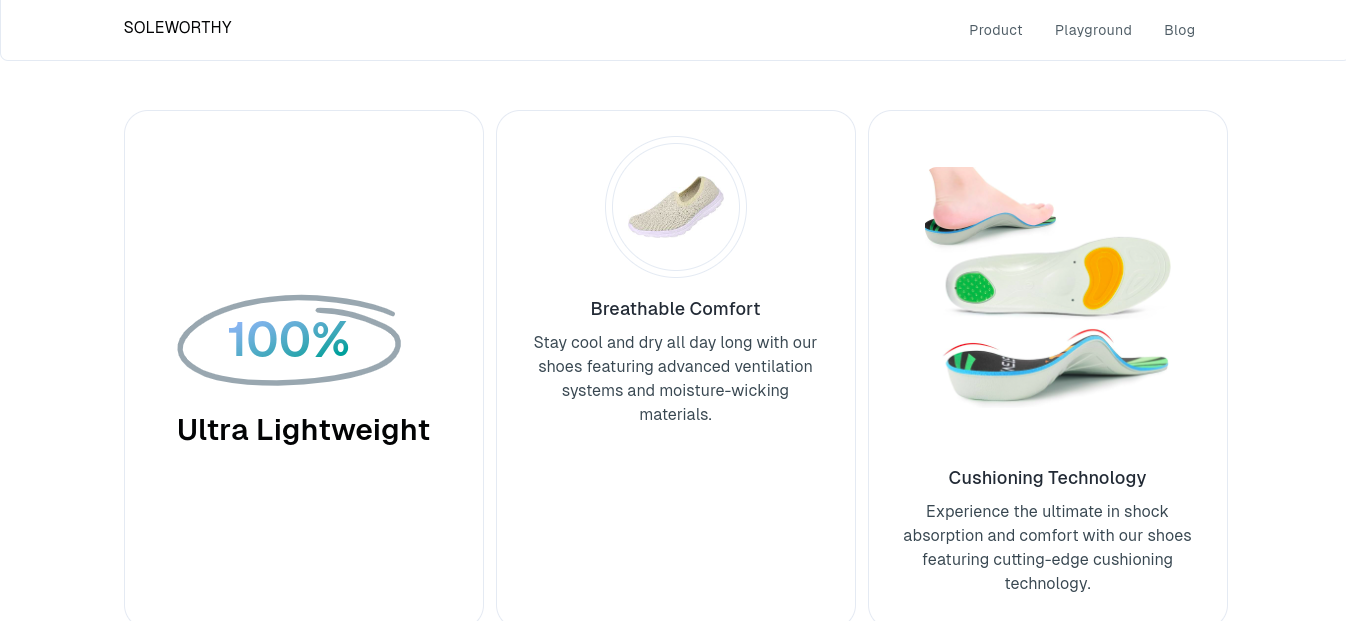 SOLEWORTHY
Product
Playground
Blog
100%
Ultra Lightweight
Breathable Comfort
Stay cool and dry all day long with our
shoes featuring advanced ventilation
systems and moisture-wicking
materials.
Cushioning Technology
Experience the ultimate in shock
absorption and comfort with our shoes
featuring cutting-edge cushioning
technology.